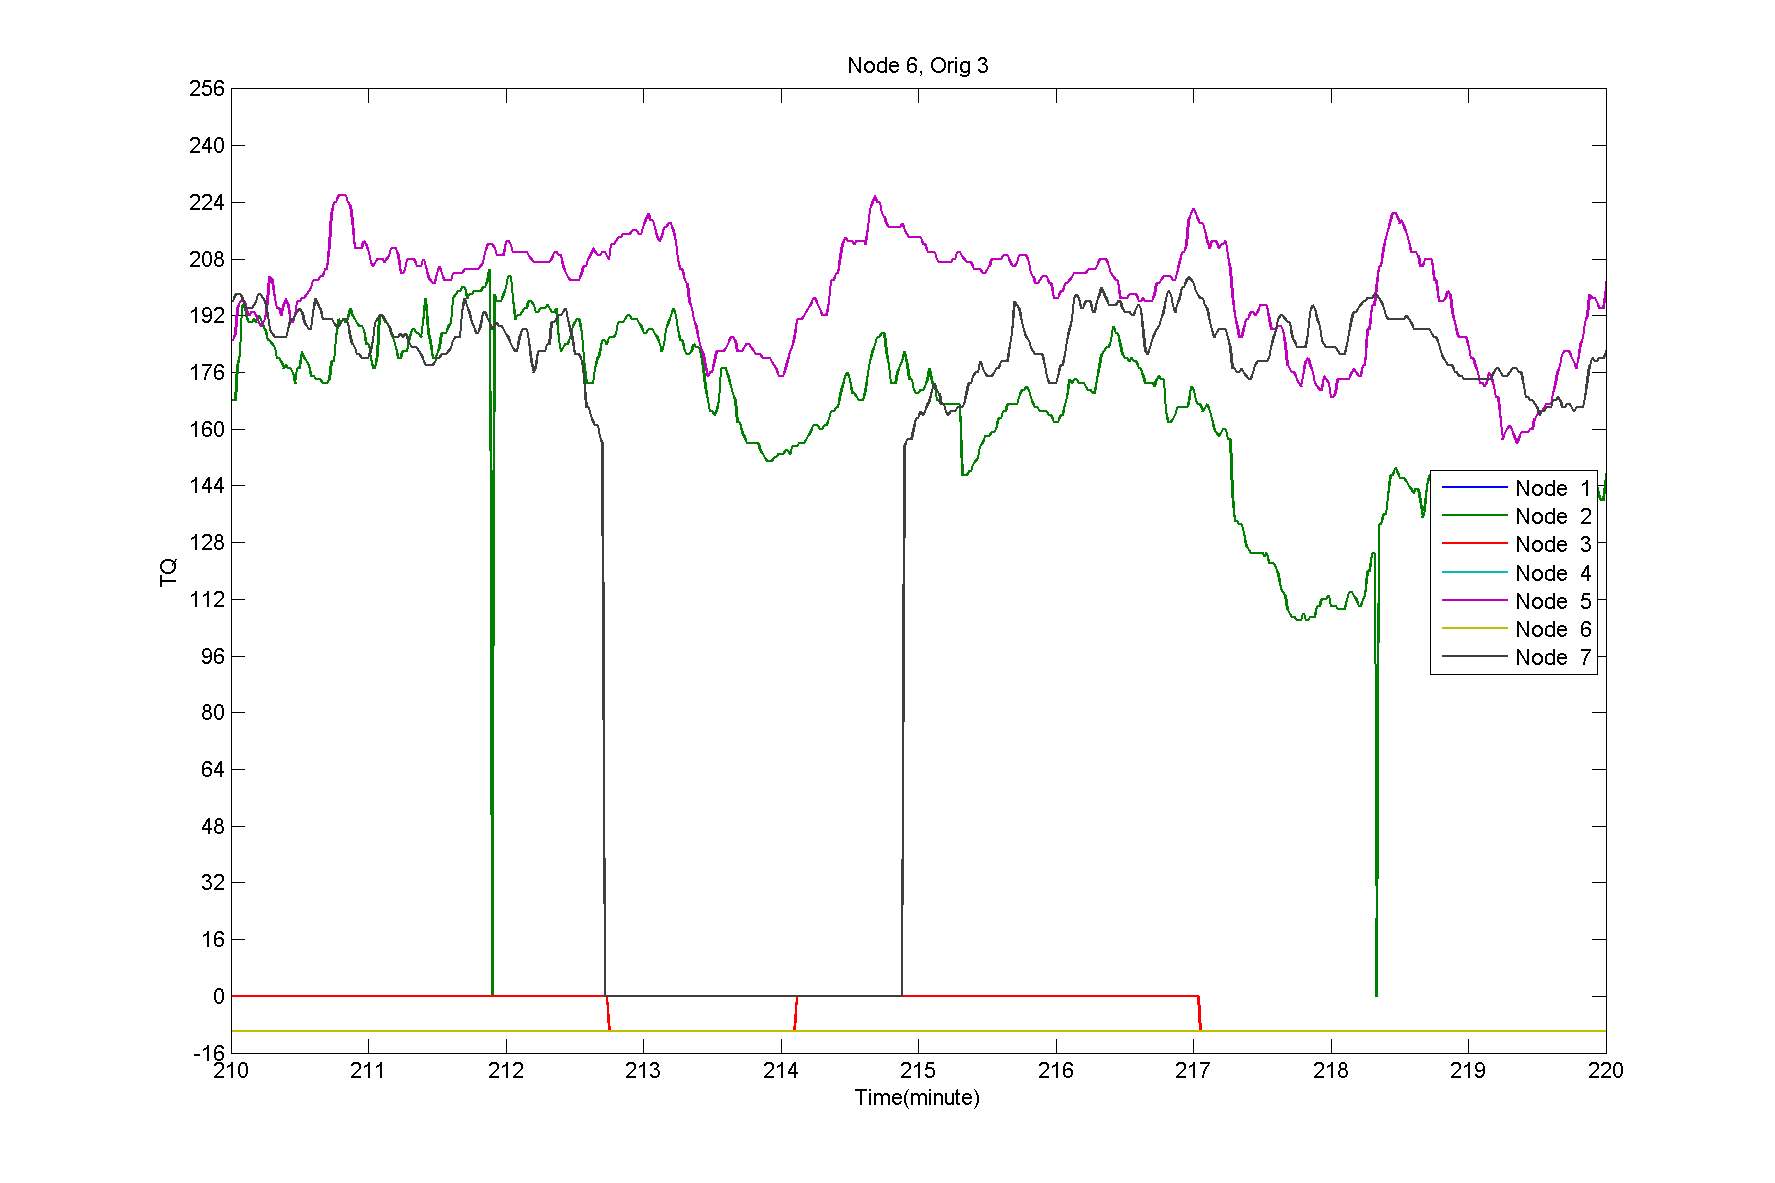 Node 6, Orig 3
256
240
224
208
192
176
160
144
128
112
96
80
64
48
32
16
0
-16
TQ
Node 1
Node 2
Node 3
Node 4
Node 5
Node 6
Node 7
210 211 212 213 214 215 216 217 218 219 220
Time(minute)